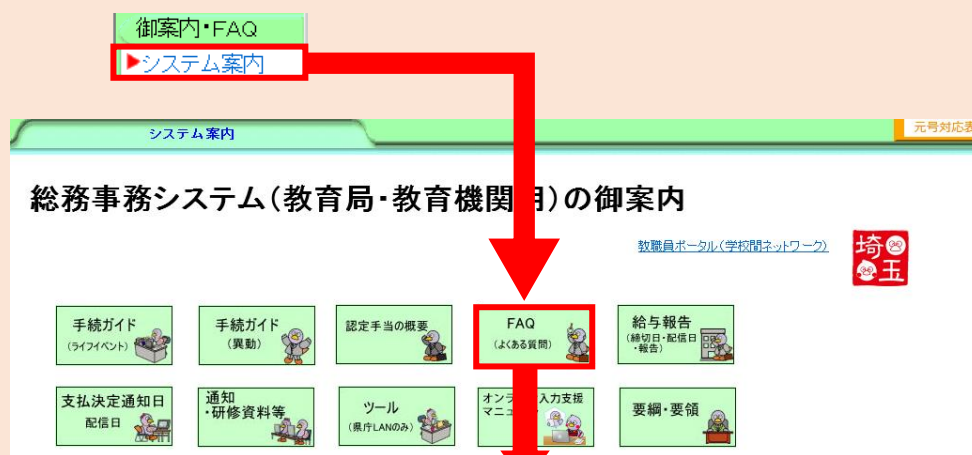 御案内・FAQ
▶システム案内
システム案内
元号対応表
総務事務システム(教育局・教育機関用)の御案内
教職員ポータル(学校間ネットワーク)
埼
玉
手続ガイド
(ライフイベント)
手続ガイド
(異動)
認定手当の概要
FAQ
(よくある質問)
給与報告
(締切日・配信日
・報告)
支払決定通知日
配信日
通知
・研修資料等
ツール
(県庁LANのみ)
オンラ 入力支援
マニュ
要綱・要領